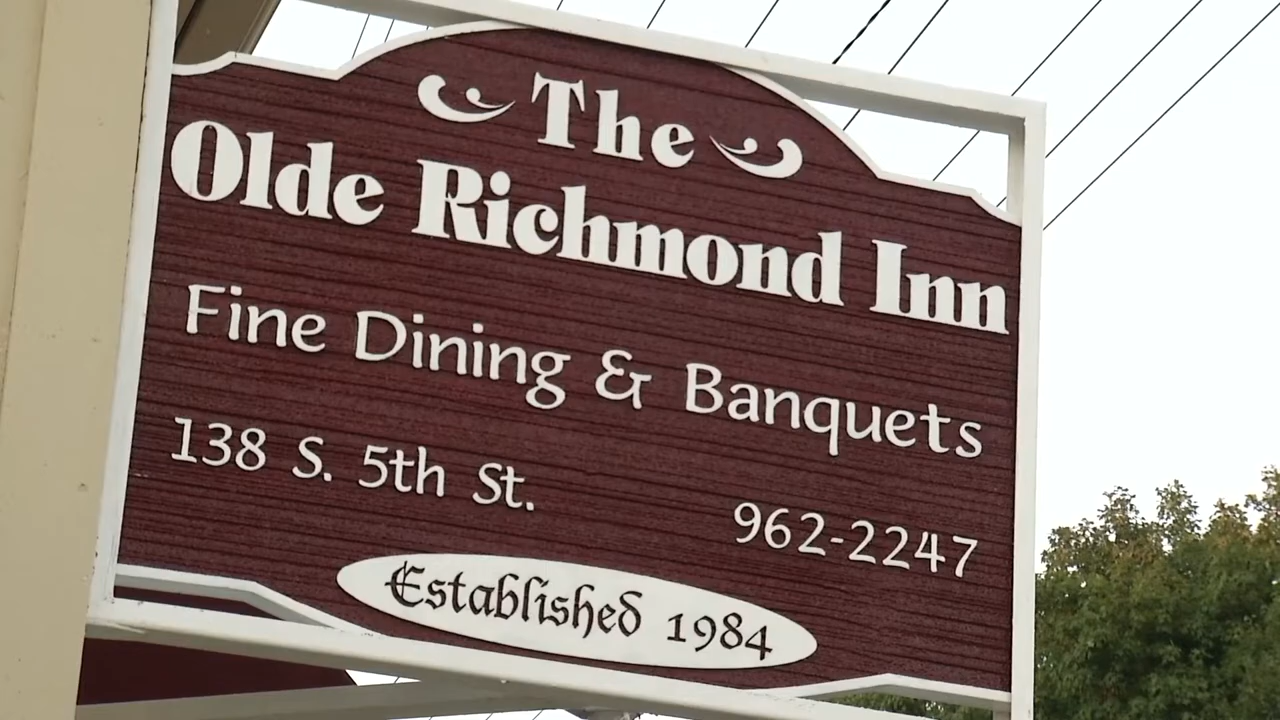 The
Olde Richmond Inn
Fine Dining & Banquets
138 S. 5th St.
962-2247
Established 1984